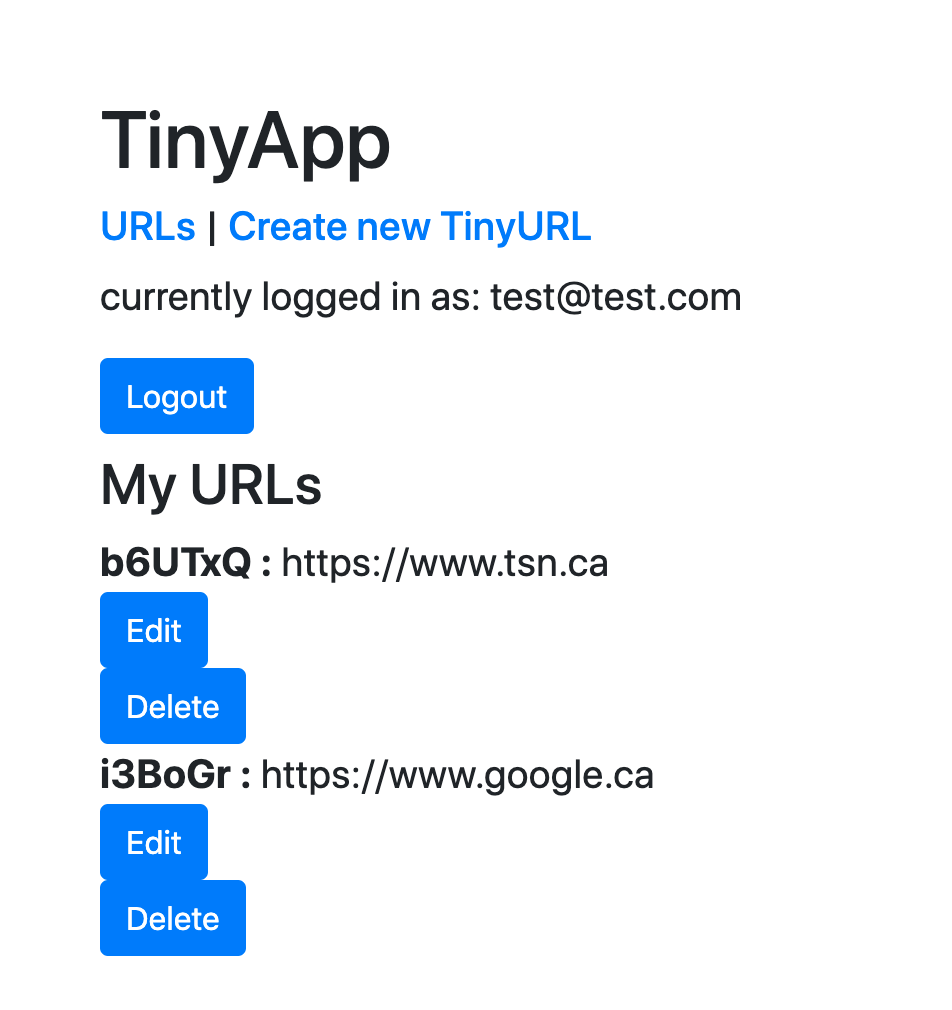 TinyApp
URLs | Create new TinyURL
currently logged in as: test@test.com
Logout
My URLs
b6UTxQ : https://www.tsn.ca
Edit
Delete
i3BoGr : https://www.google.ca
Edit
Delete